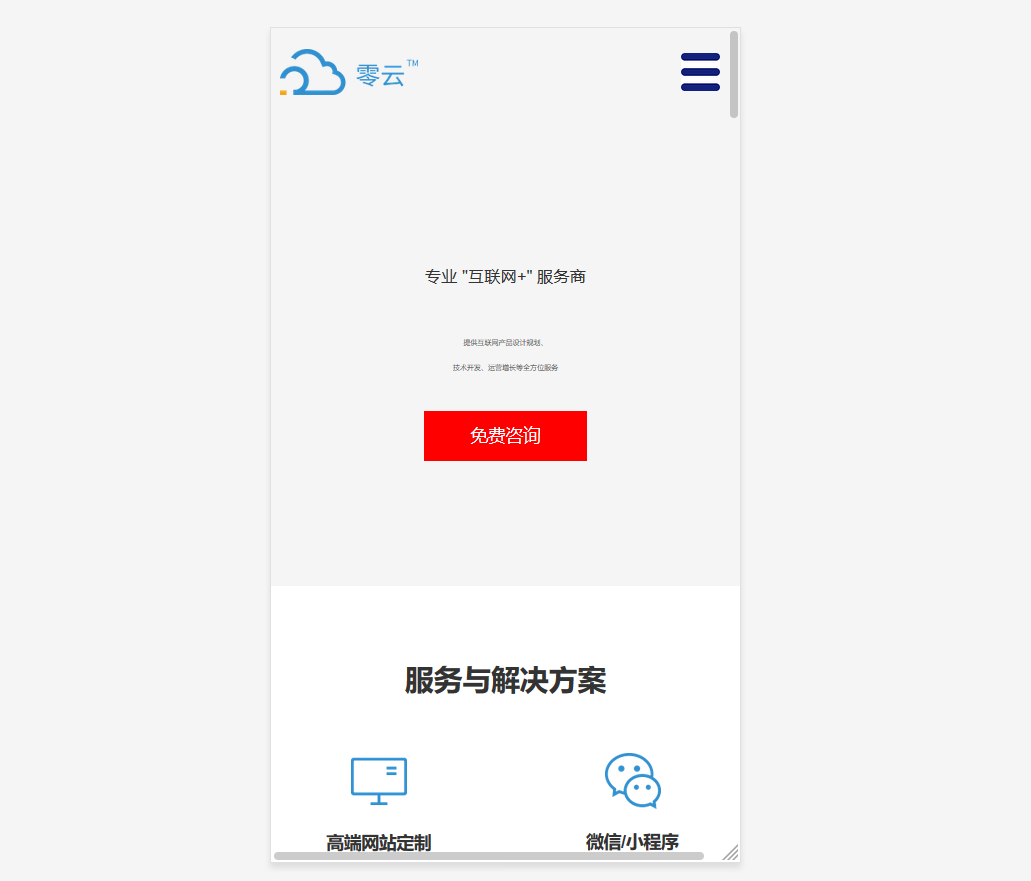 零云™
专业 "互联网+" 服务商
提供互联网产品设计规划、
技术开发、运营增长等全方位服务
免费咨询
服务与解决方案
高端网站定制
微信/小程序